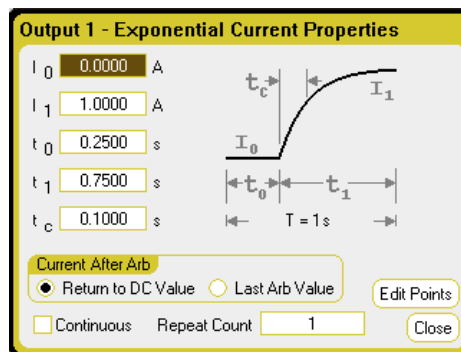 Output 1 - Exponential Current Properties
I 0 0.0000 A
I 1 1.0000 A
t 0 0.2500 s
t 1 0.7500 s
t c 0.1000 s
tc
I1
I0
t0 t1
T = 1s
Current After Arb
Return to DC Value Last Arb Value
Edit Points
Continuous Repeat Count 1
Close